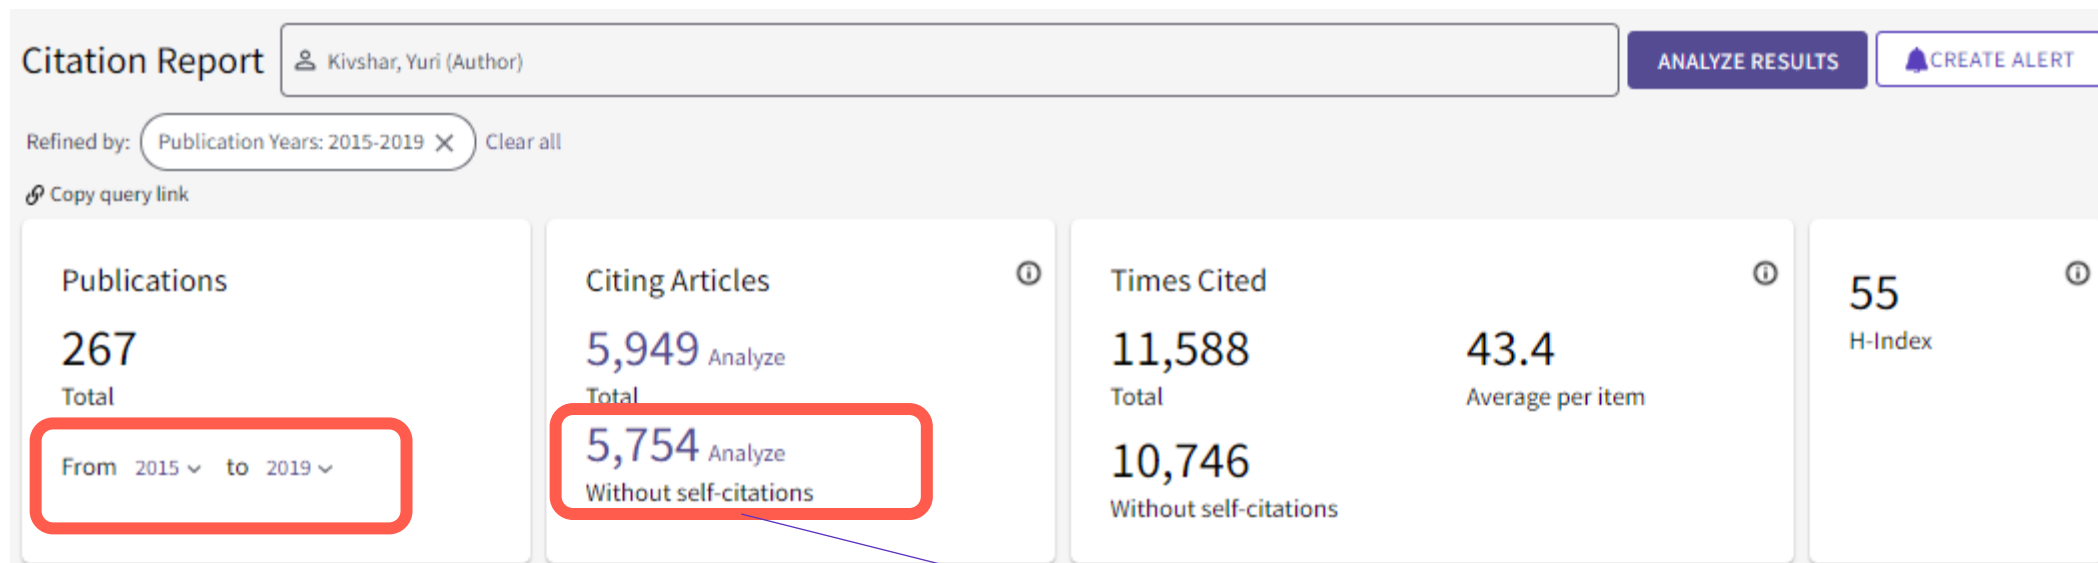 Citation Report
Kivshar, Yuri (Author)
ANALYZE RESULTS
CREATE ALERT
Refined by: Publication Years: 2015-2019 Clear all
Copy query link
Publications
267
Total
From 2015 to 2019
Citing Articles
5,949 Analyze
Total
5,754 Analyze
Without self-citations
Times Cited
11,588
Total
43.4
Average per item
10,746
Without self-citations
55
H-Index